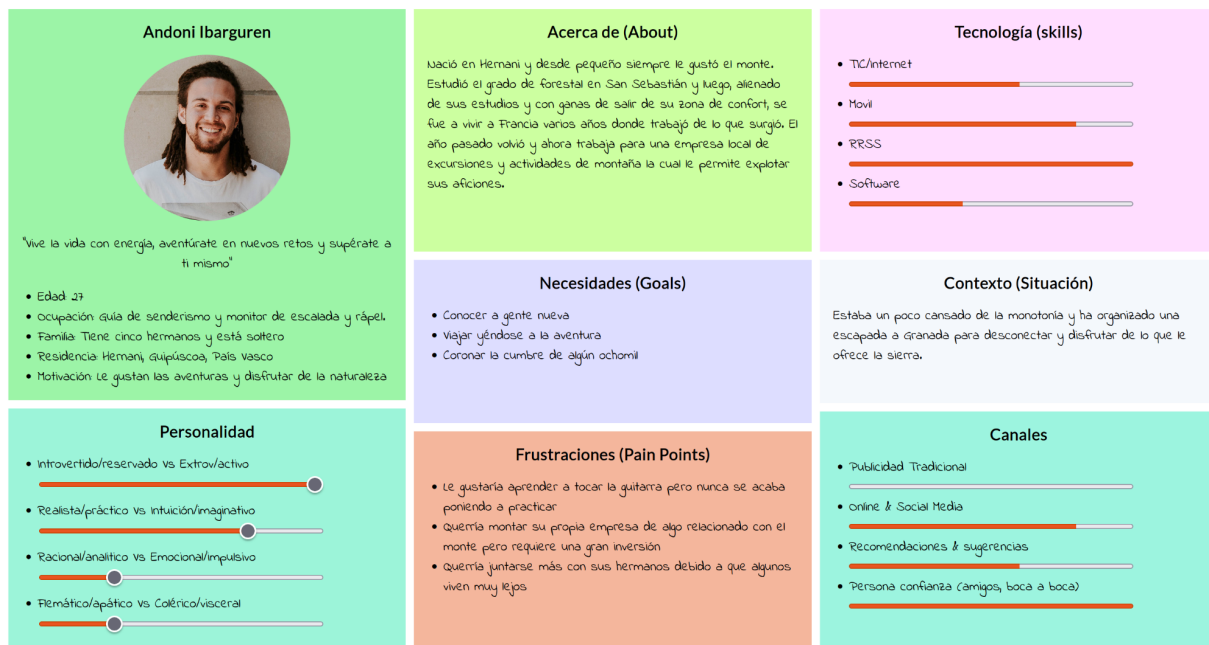 Andoni Ibarguren
"Vive la vida con energía, aventúrate en nuevos retos y supérate a
ti mismo"
Edad: 27
Ocupación: Guía de senderismo y monitor de escalada y rápel.
Familia: Tiene cinco hermanos y está soltero
Residencia: Hernani, Guipúscoa, País Vasco
Motivación: Le gustan las aventuras y disfrutar de la naturaleza
Personalidad
Introvertido/reservado Vs Extrov/activo
Realista/práctico Vs Intuición/imaginativo
Racional/analítico Vs Emocional/impulsivo
Flemático/apático Vs Colérico/visceral
Acerca de (About)
Nació en Hernani y desde pequeño siempre le gustó el monte.
Estudió el grado de forestal en San Sebastián y luego, alienado
de sus estudios y con ganas de salir de su zona de confort, se
fue a vivir a Francia varios años donde trabajó de lo que surgió. El
año pasado volvió y ahora trabaja para una empresa local de
excursiones y actividades de montaña la cual le permite explotar
sus aficiones.
Necesidades (Goals)
Conocer a gente nueva
Viajar yéndose a la aventura
Coronar la cumbre de algún ochomil
Frustraciones (Pain Points)
Le gustaría aprender a tocar la guitarra pero nunca se acaba
poniendo a practicar
Querría montar su propia empresa de algo relacionado con el
monte pero requiere una gran inversión
Querría juntarse más con sus hermanos debido a que algunos
viven muy lejos
Tecnología (skills)
TIC/internet
Movil
RRSS
Software
Contexto (Situación)
Estaba un poco cansado de la monotonía y ha organizado una
escapada a Granada para desconectar y disfrutar de lo que le
ofrece la sierra.
Canales
Publicidad Tradicional
Online & Social Media
Recomendaciones & sugerencias
Persona confianza (amigos, boca a boca)